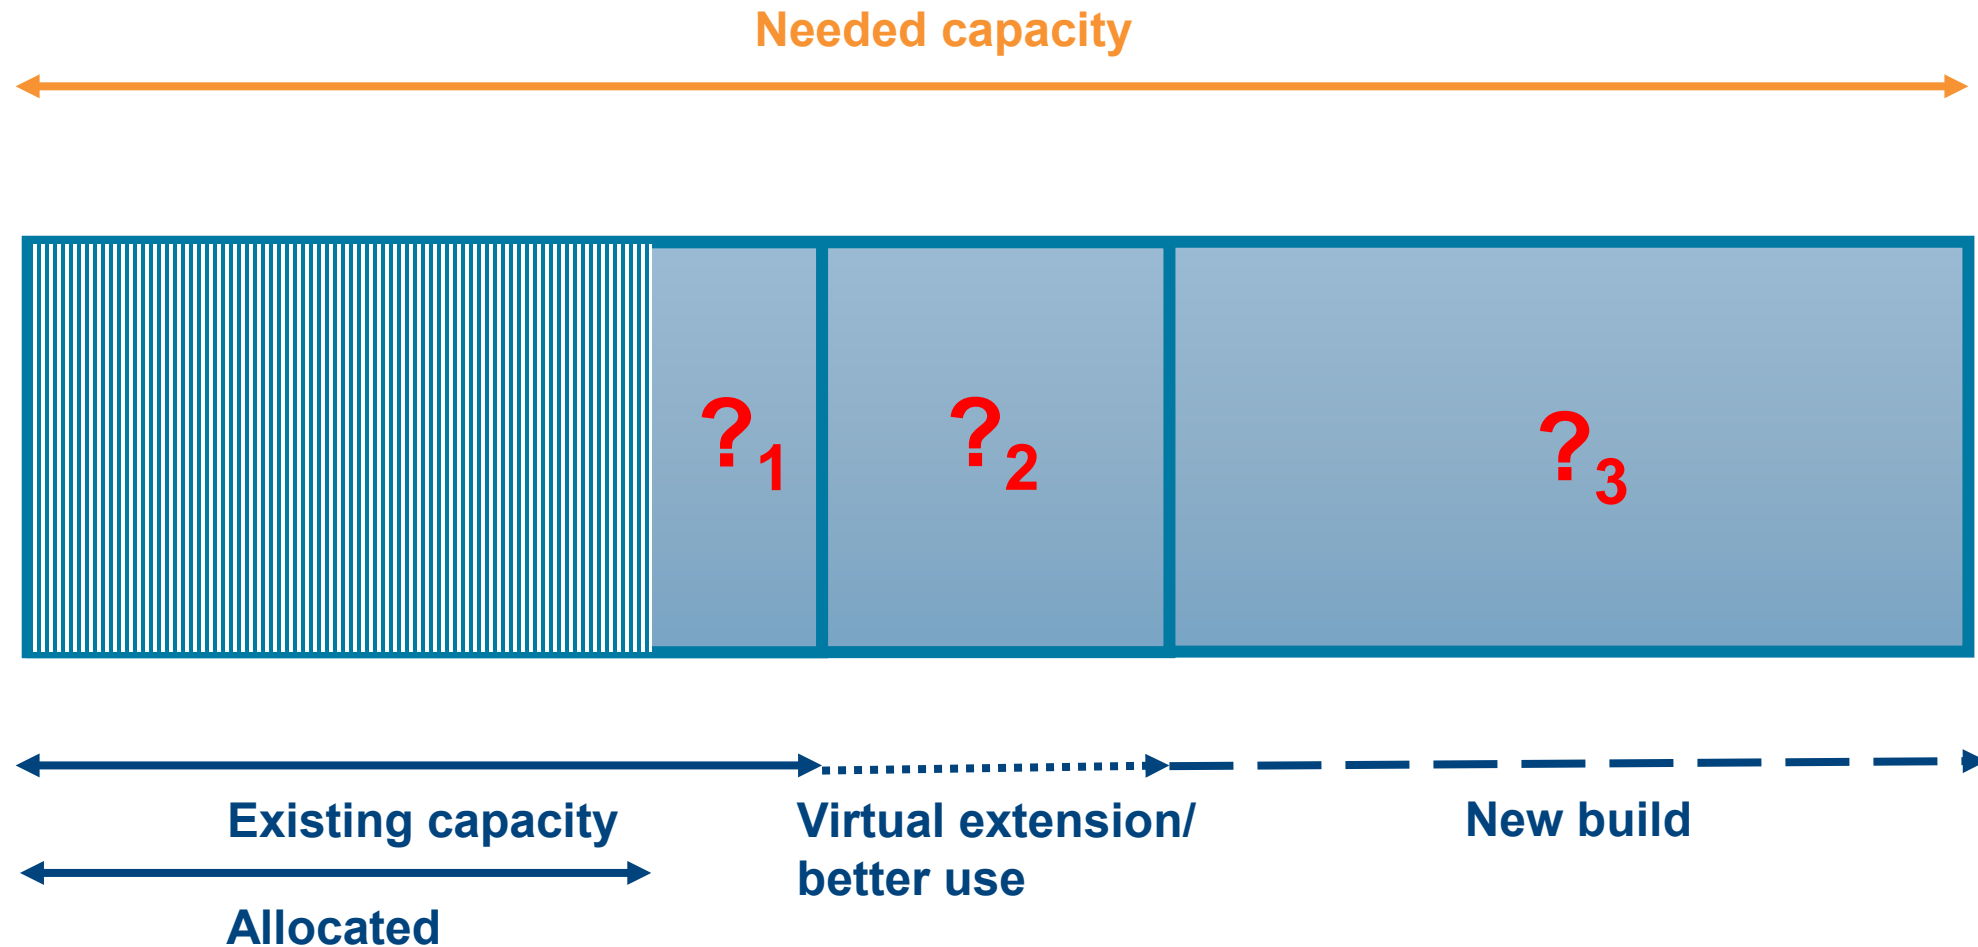 Needed capacity
?1
?2
?3
Existing capacity
Virtual extension/
better use
New build
Allocated